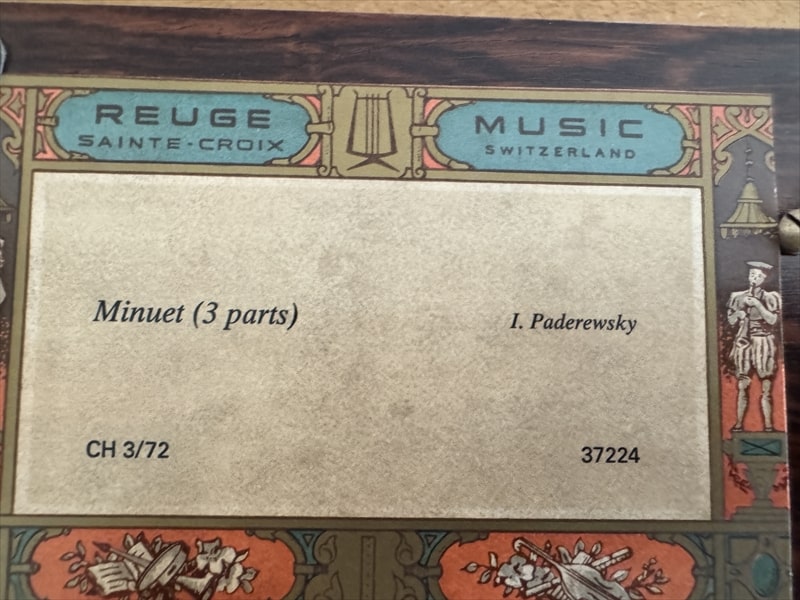 REUGE
SAINTE-CROIX
MUSIC
SWITZERLAND
Minuet (3 parts)
I. Paderewsky
CH 3/72
37224